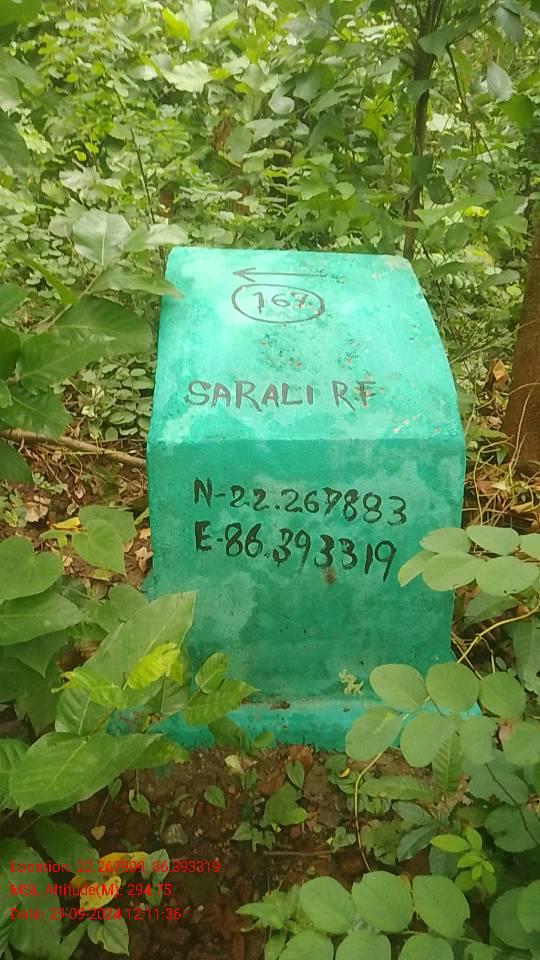 167
SARALI RF
N-22.267883
E-86.393319
Location: 22.267909, 86.393319
MSL Altitude(M): 294.15
Date: 29-09-2024 12:11:36